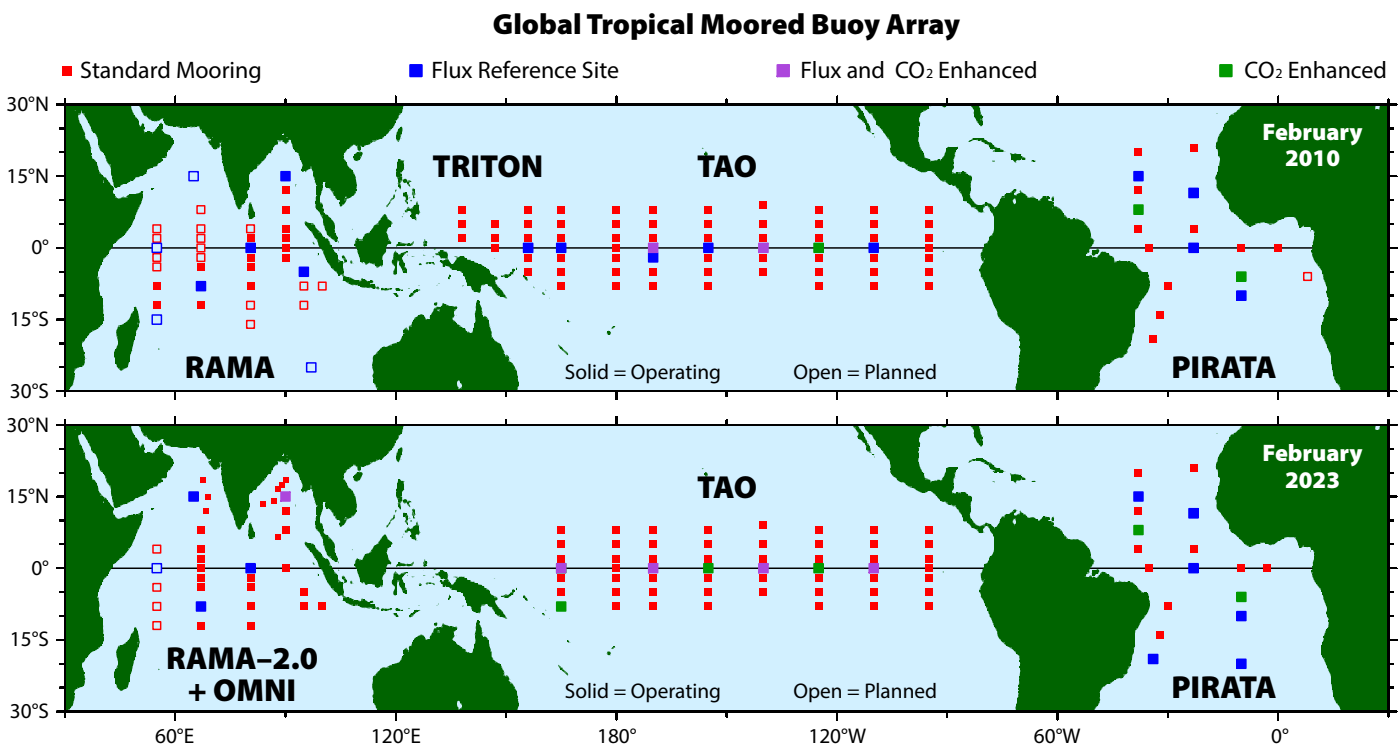 Global Tropical Moored Buoy Array
Standard Mooring
Flux Reference Site
Flux and CO₂ Enhanced
CO₂ Enhanced
30°N
15°N
0°
15°S
30°S
TRITON
TAO
February
2010
RAMA
Solid = Operating
Open = Planned
PIRATA
30°N
15°N
0°
15°S
30°S
TAO
February
2023
RAMA–2.0
+ OMNI
Solid = Operating
Open = Planned
PIRATA
60°E
120°E
180°
120°W
60°W
0°